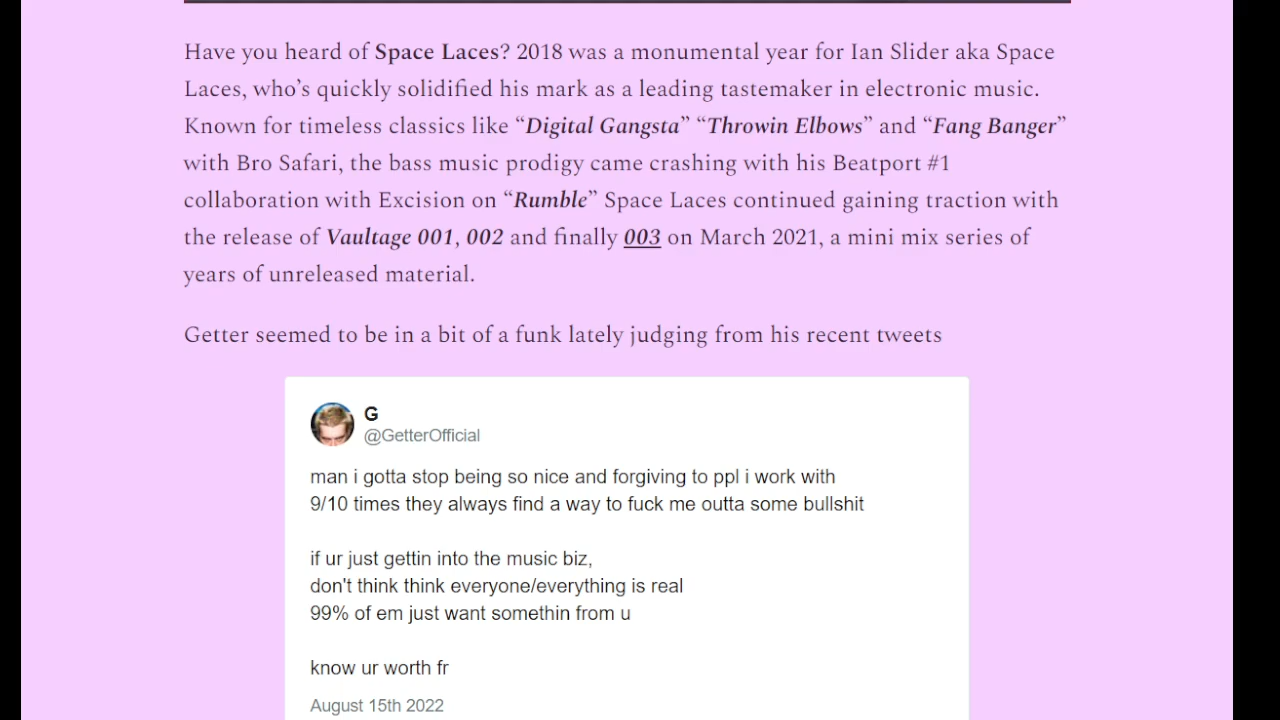 Have you heard of Space Laces? 2018 was a monumental year for Ian Slider aka Space
Laces, who’s quickly solidified his mark as a leading tastemaker in electronic music.
Known for timeless classics like “Digital Gangsta” “Throwin Elbows” and “Fang Banger”
with Bro Safari, the bass music prodigy came crashing with his Beatport #1
collaboration with Excision on “Rumble” Space Laces continued gaining traction with
the release of Vaultage 001, 002 and finally 003 on March 2021, a mini mix series of
years of unreleased material.
Getter seemed to be in a bit of a funk lately judging from his recent tweets
G
@GetterOfficial
man i gotta stop being so nice and forgiving to ppl i work with
9/10 times they always find a way to fuck me outta some bullshit
if ur just gettin into the music biz,
don't think think everyone/everything is real
99% of em just want somethin from u
know ur worth fr
August 15th 2022